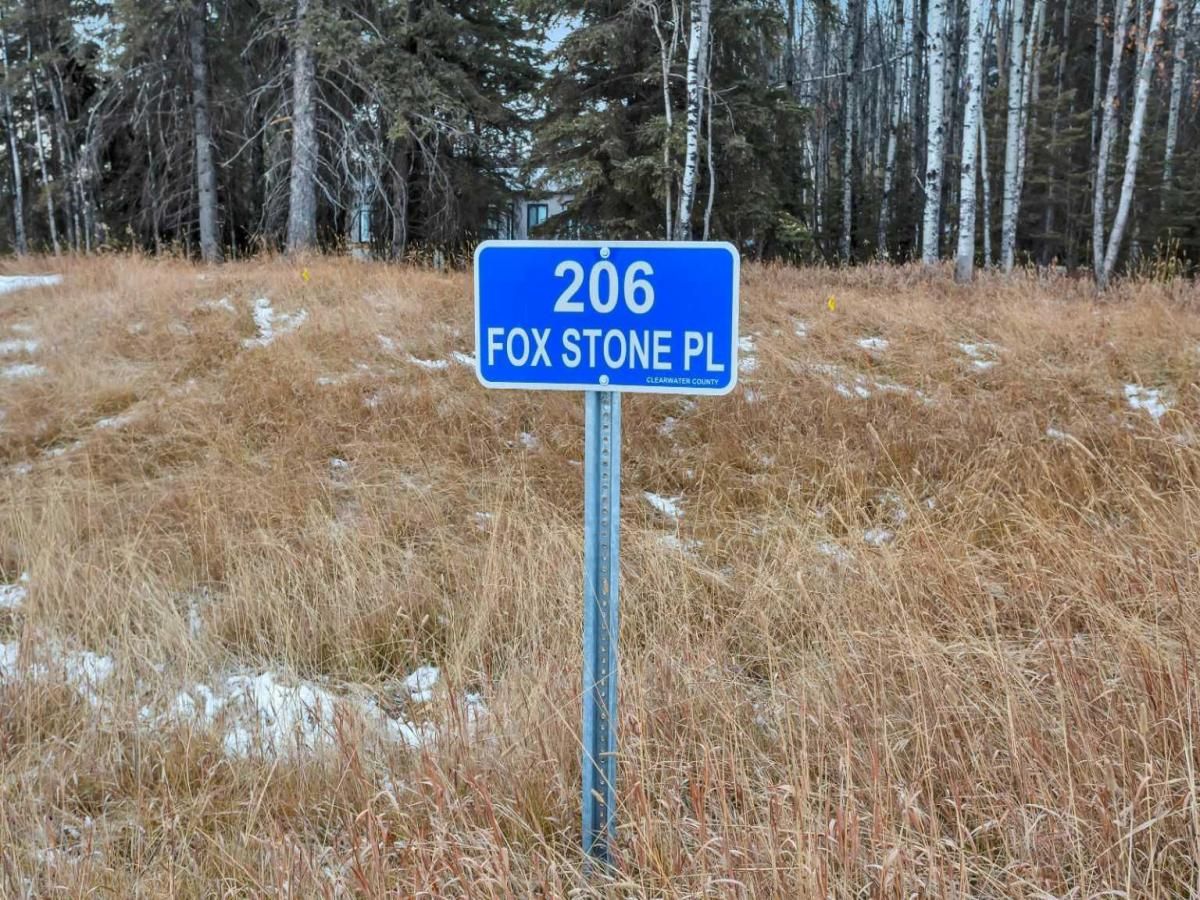 206
FOX STONE PL
CLEARWATER COUNTY